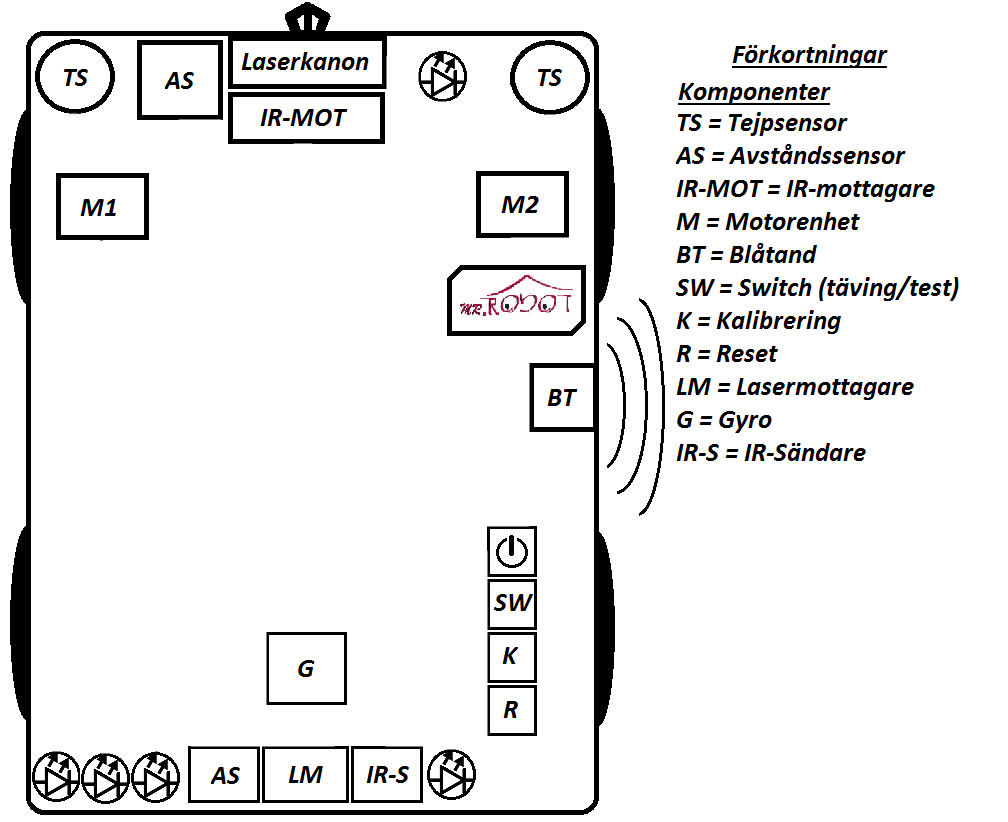 TS
AS
Laserkanon
TS
IR-MOT
M1
M2
MR.ROBOT
BT
SW
K
G
R
AS
LM
IR-S
Förkortningar
Komponenter
TS = Tejpsensor
AS = Avståndssensor
IR-MOT = IR-mottagare
M = Motorenhet
BT = Blåtand
SW = Switch (täving/test)
K = Kalibrering
R = Reset
LM = Lasermottagare
G = Gyro
IR-S = IR-Sändare